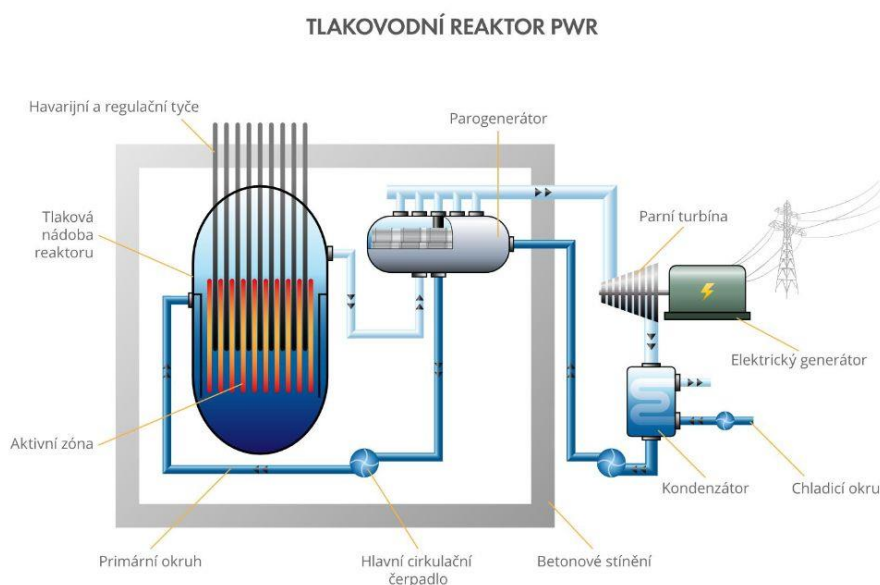 TLAKOVODNÍ REAKTOR PWR
Havarijní a regulační tyče
Parogenerátor
Tlaková
nádoba
reaktoru
Parní turbína
Elektrický generátor
Aktivní zóna
Kondenzátor
Chladicí okru
Primární okruh
Hlavní cirkulační
čerpadlo
Betonové stínění